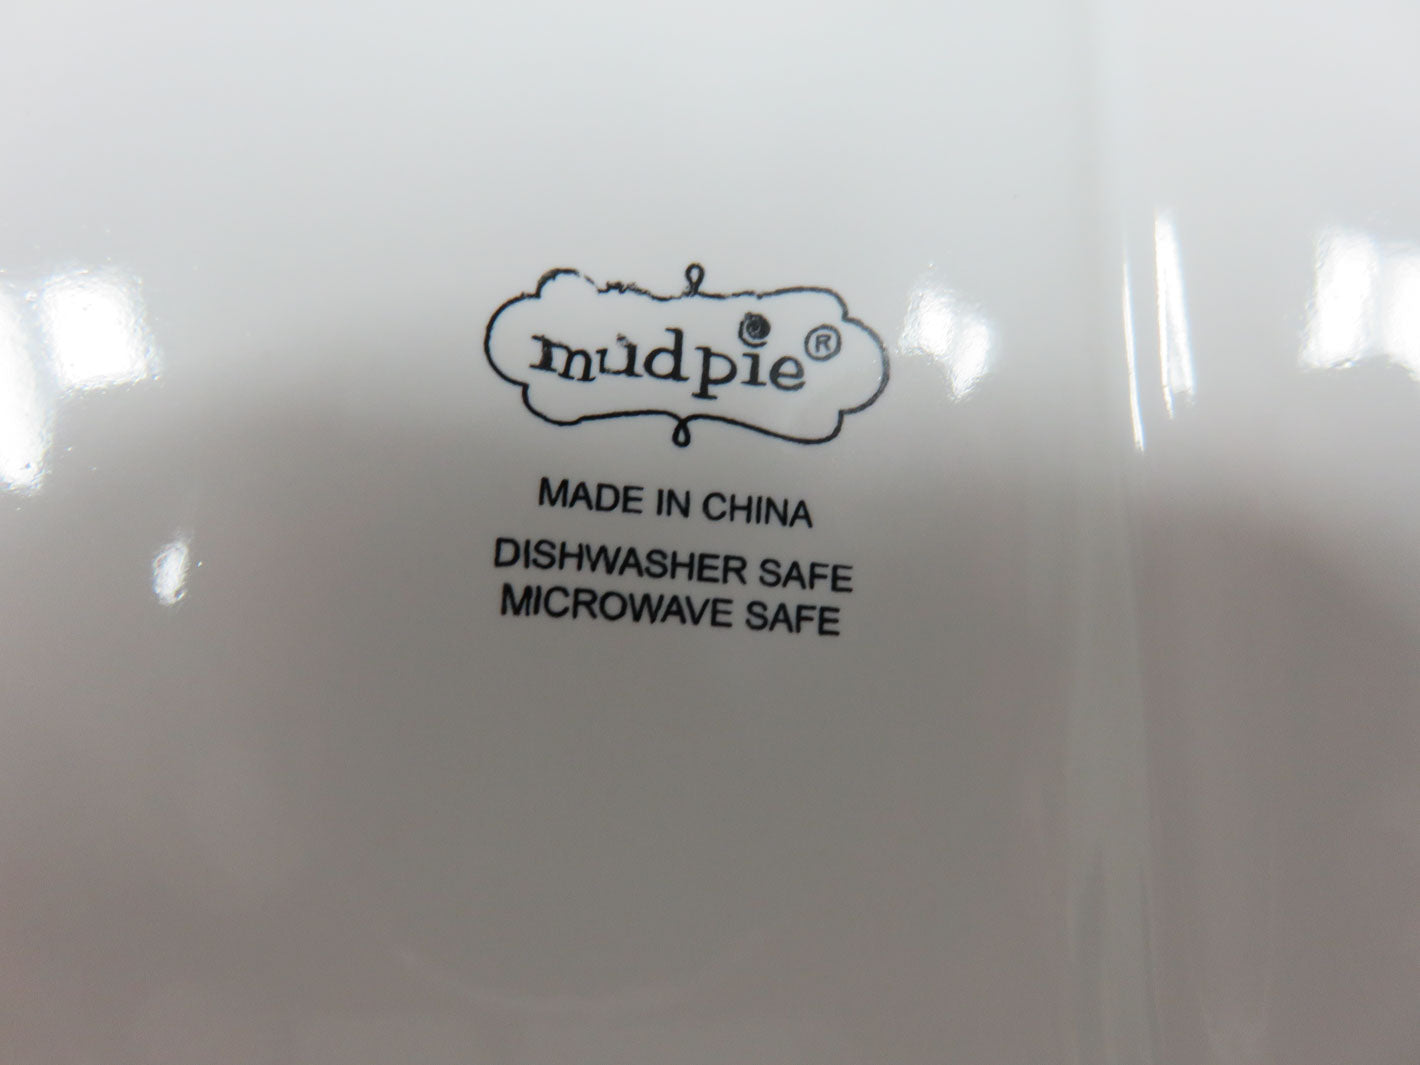 mudpie®
MADE IN CHINA
DISHWASHER SAFE
MICROWAVE SAFE